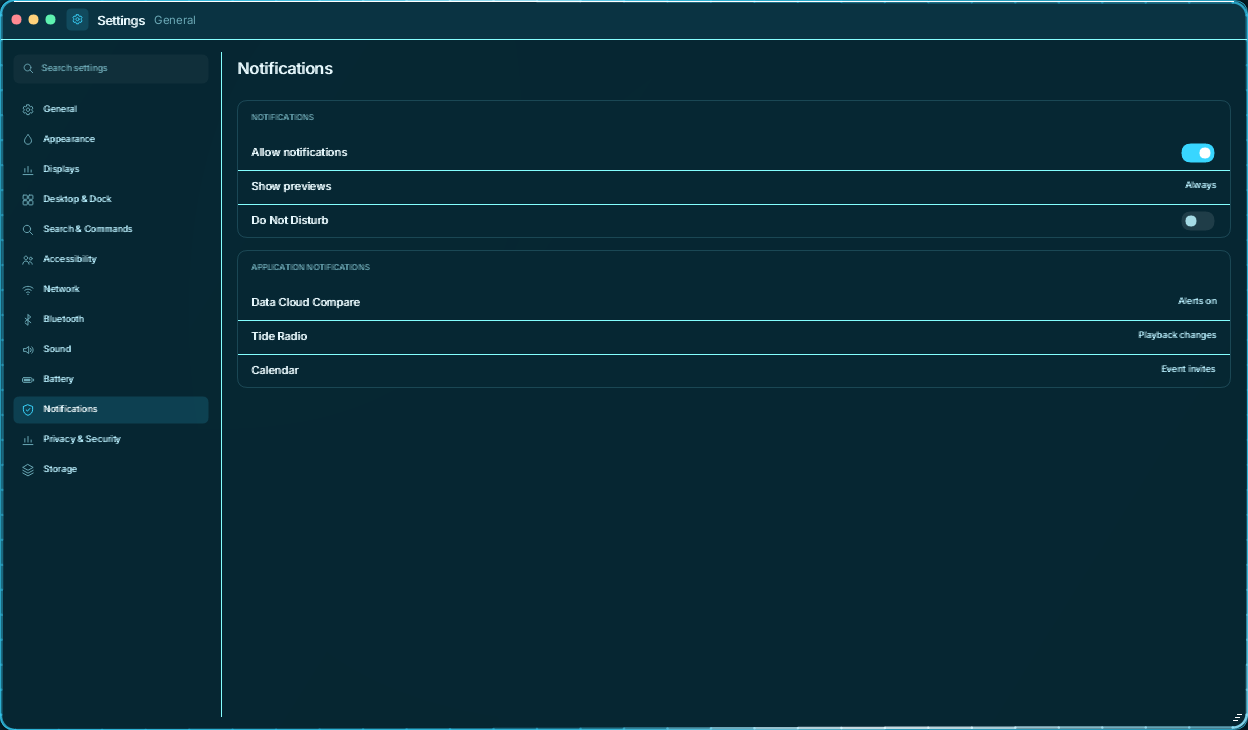 Settings General
Search settings
General
Appearance
Displays
Desktop & Dock
Search & Commands
Accessibility
Network
Bluetooth
Sound
Battery
Notifications
Privacy & Security
Storage
Notifications
NOTIFICATIONS
Allow notifications
Show previews Always
Do Not Disturb
APPLICATION NOTIFICATIONS
Data Cloud Compare Alerts on
Tide Radio Playback changes
Calendar Event invites